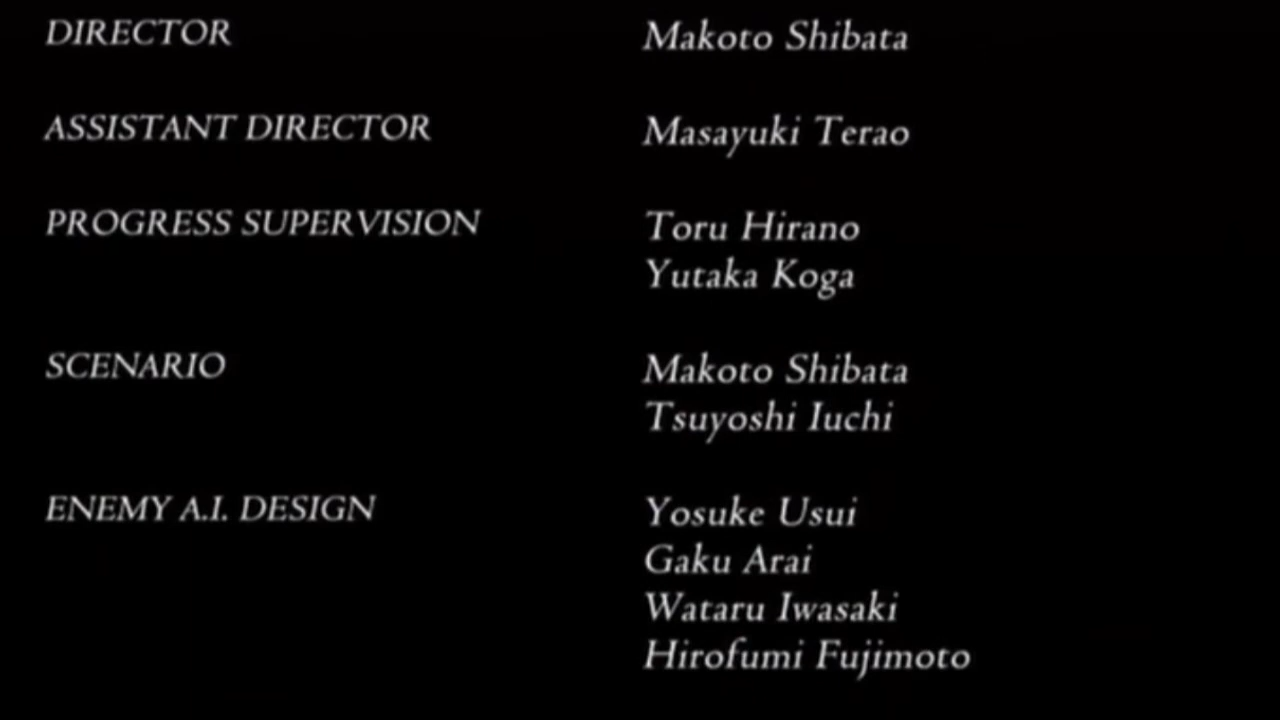 DIRECTOR Makoto Shibata
ASSISTANT DIRECTOR Masayuki Terao
PROGRESS SUPERVISION Toru Hirano
Yutaka Koga
SCENARIO Makoto Shibata
Tsuyoshi Iuchi
ENEMY A.I. DESIGN Yosuke Usui
Gaku Arai
Wataru Iwasaki
Hirofumi Fujimoto